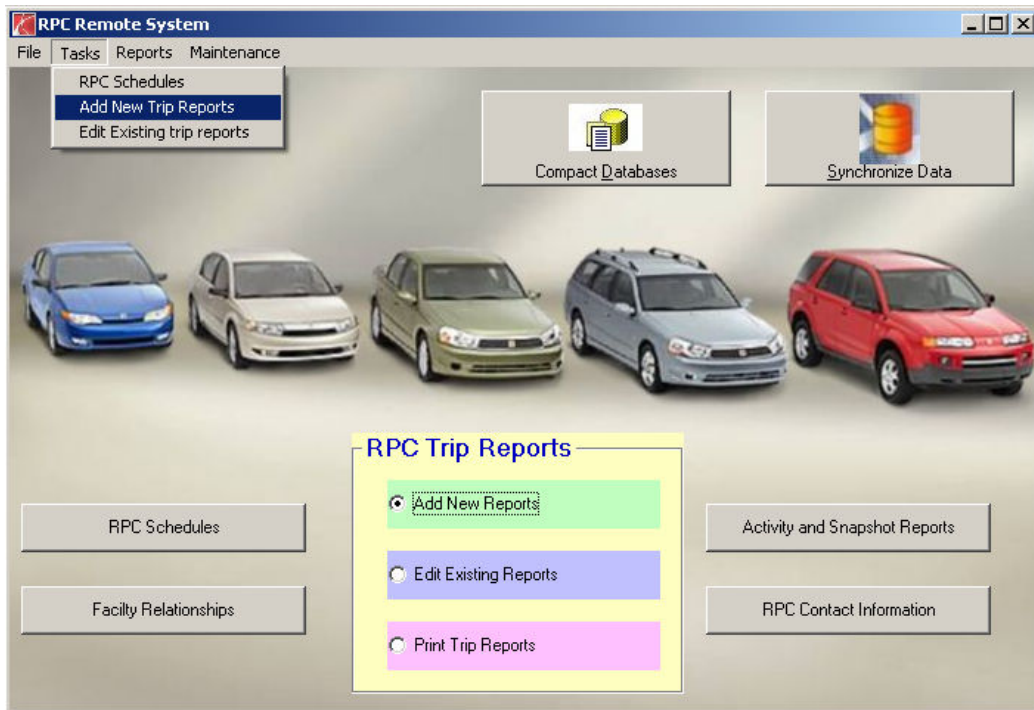 RPC Remote System
File Tasks Reports Maintenance
RPC Schedules
Add New Trip Reports
Edit Existing trip reports
Compact Databases
Synchronize Data
RPC Trip Reports
Add New Reports
RPC Schedules
Activity and Snapshot Reports
Edit Existing Reports
Facilty Relationships
RPC Contact Information
Print Trip Reports